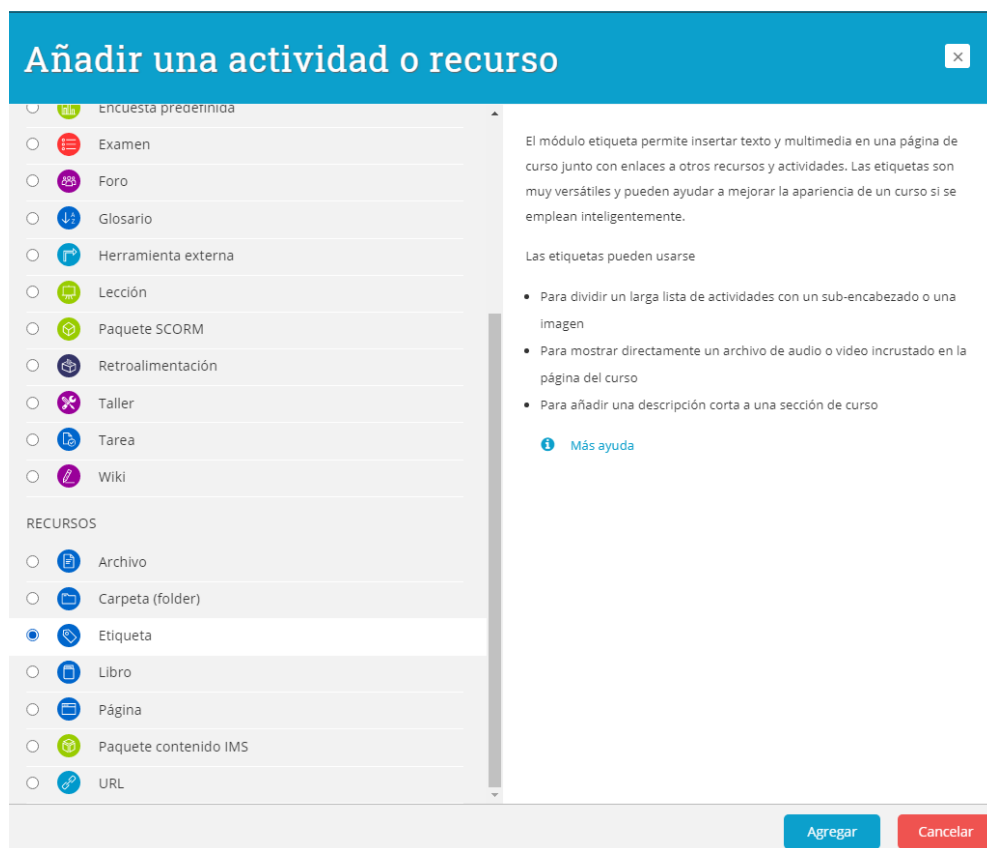 Añadir una actividad o recurso
×
Encuesta predefinida
Examen
Foro
Glosario
Herramienta externa
Lección
Paquete SCORM
Retroalimentación
Taller
Tarea
Wiki
RECURSOS
Archivo
Carpeta (folder)
Etiqueta
Libro
Página
Paquete contenido IMS
URL
El módulo etiqueta permite insertar texto y multimedia en una página de
curso junto con enlaces a otros recursos y actividades. Las etiquetas son
muy versátiles y pueden ayudar a mejorar la apariencia de un curso si se
emplean inteligentemente.
Las etiquetas pueden usarse
• Para dividir un larga lista de actividades con un sub-encabezado o una
imagen
• Para mostrar directamente un archivo de audio o video incrustado en la
página del curso
• Para añadir una descripción corta a una sección de curso
Más ayuda
Agregar
Cancelar